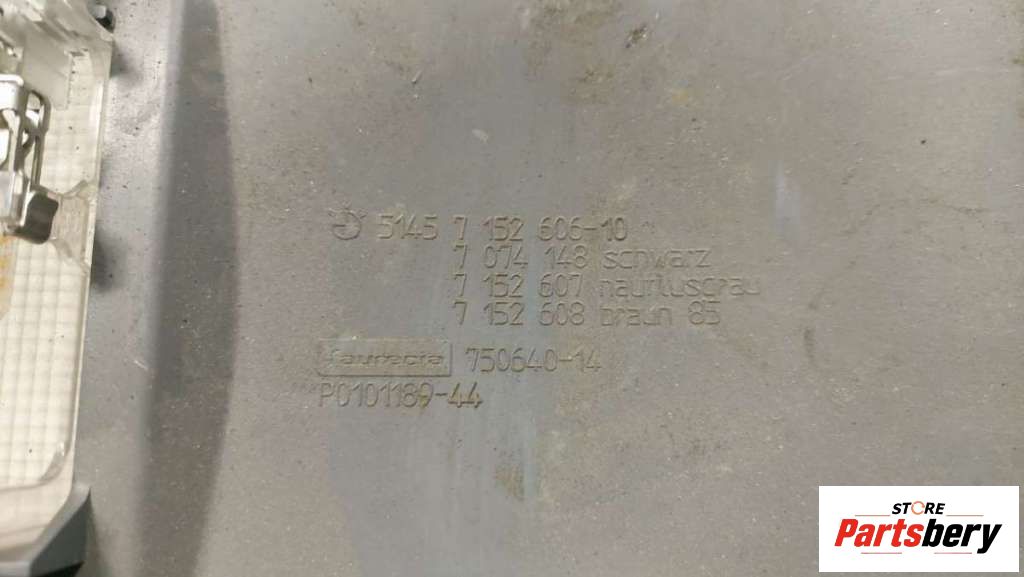 5145 7 152 606-10
7 074 148 schwarz
7 152 607 nautilusgrau
7 152 608 braun 85
faurecia 750640-14
P0101189-44
STORE
Partsbery